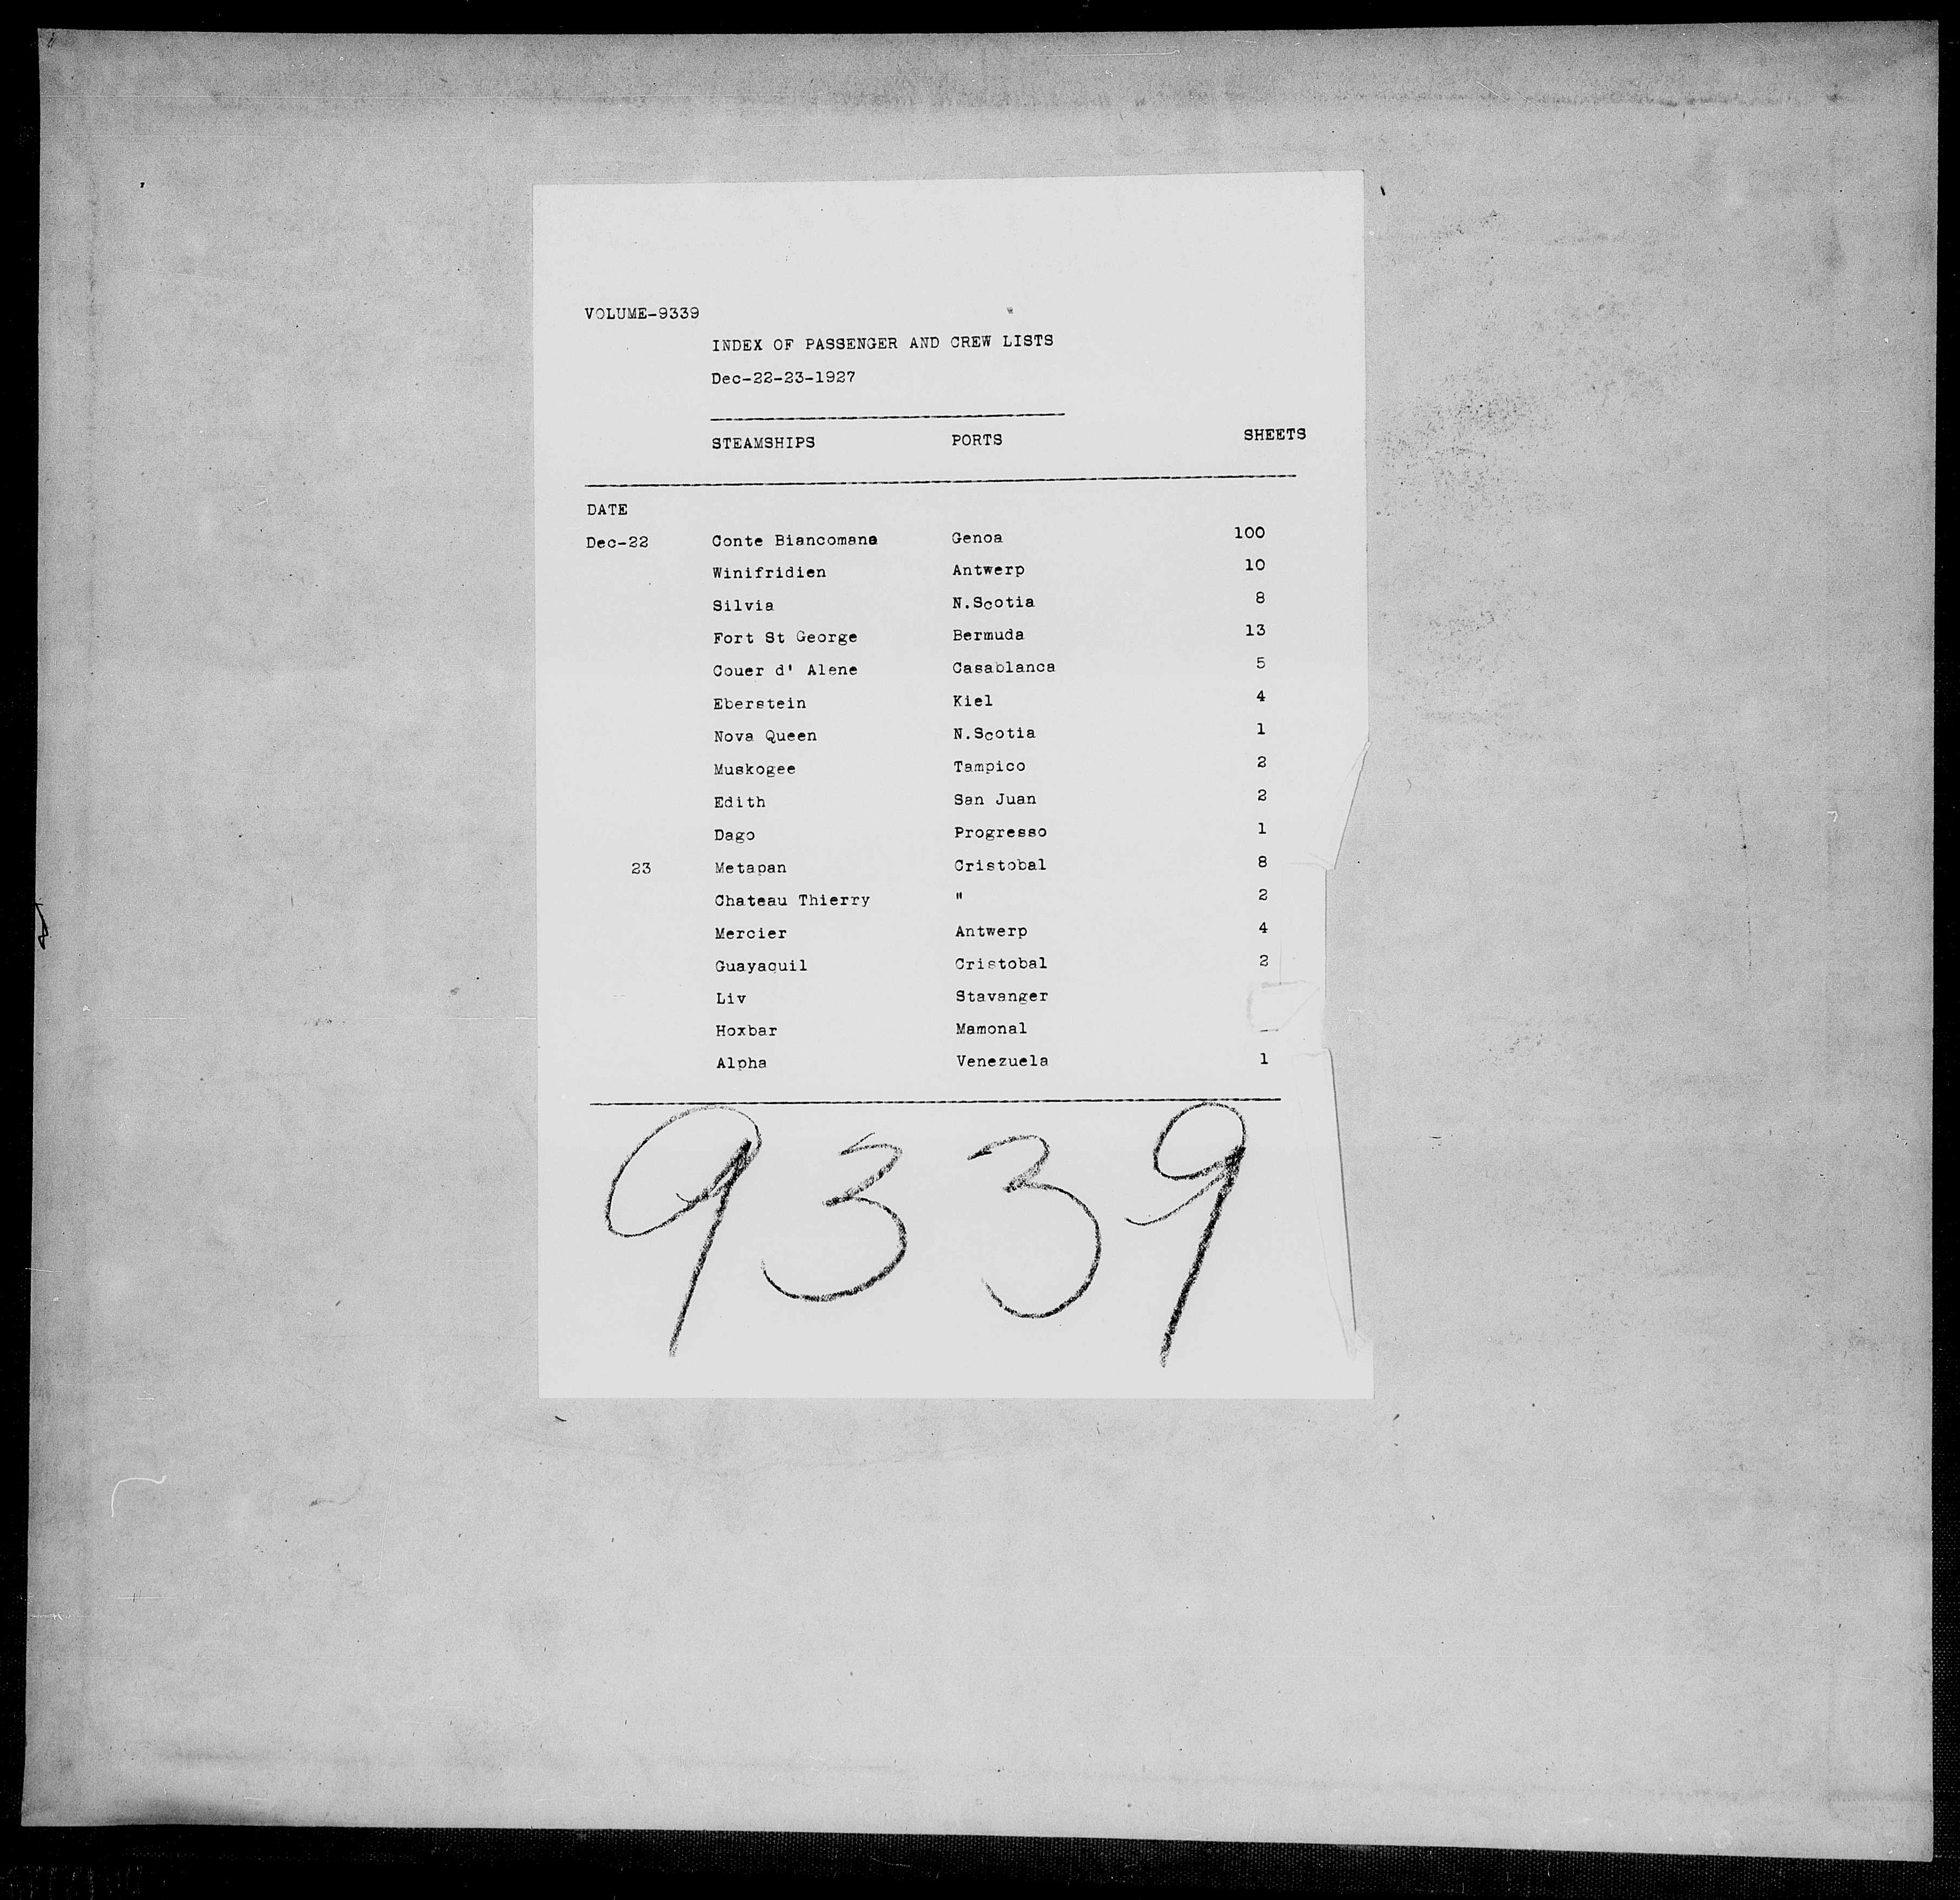 VOLUME-9339
INDEX OF PASSENGER AND CREW LISTS
Dec-22-23-1927
STEAMSHIPS PORTS SHEETS
DATE
Dec-22 Conte Biancomana Genoa 100
Winifridien Antwerp 10
Silvia N.Scotia 8
Fort St George Bermuda 13
Couer d' Alene Casablanca 5
Eberstein Kiel 4
Nova Queen N.Scotia 1
Muskogee Tampico 2
Edith San Juan 2
Dago Progresso 1
23 Metapan Cristobal 8
Chateau Thierry " 2
Mercier Antwerp 4
Guayaquil Cristobal 2
Liv Stavanger
Hoxbar Mamonal
Alpha Venezuela 1
9339